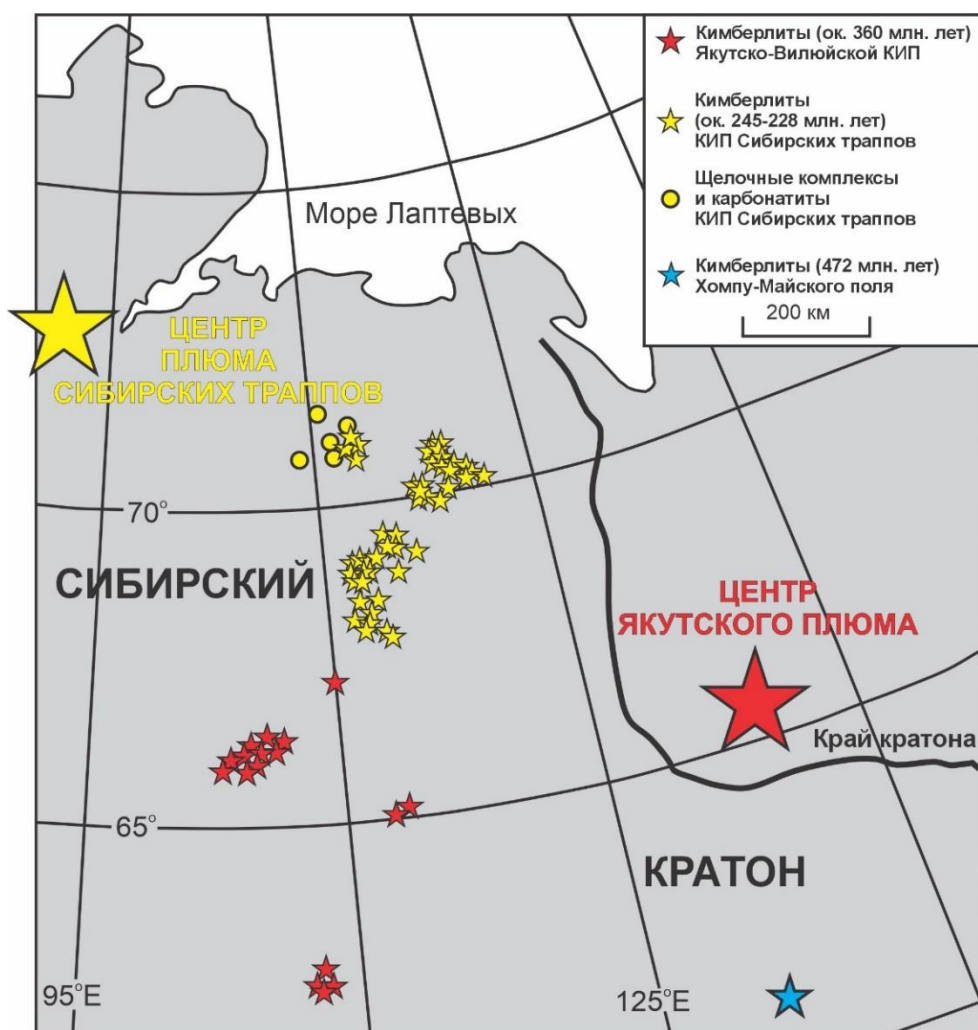 Кимберлиты (ок. 360 млн. лет)
Якутско-Вилюйской КИП
Кимберлиты
(ок. 245-228 млн. лет)
КИП Сибирских траппов
Щелочные комплексы
и карбонатиты
КИП Сибирских траппов
Кимберлиты (472 млн. лет)
Хомпу-Майского поля
200 км
Море Лаптевых
ЦЕНТР
ПЛЮМА
СИБИРСКИХ ТРАППОВ
70°
СИБИРСКИЙ
ЦЕНТР
ЯКУТСКОГО ПЛЮМА
Край кратона
65°
КРАТОН
95°E
125°E